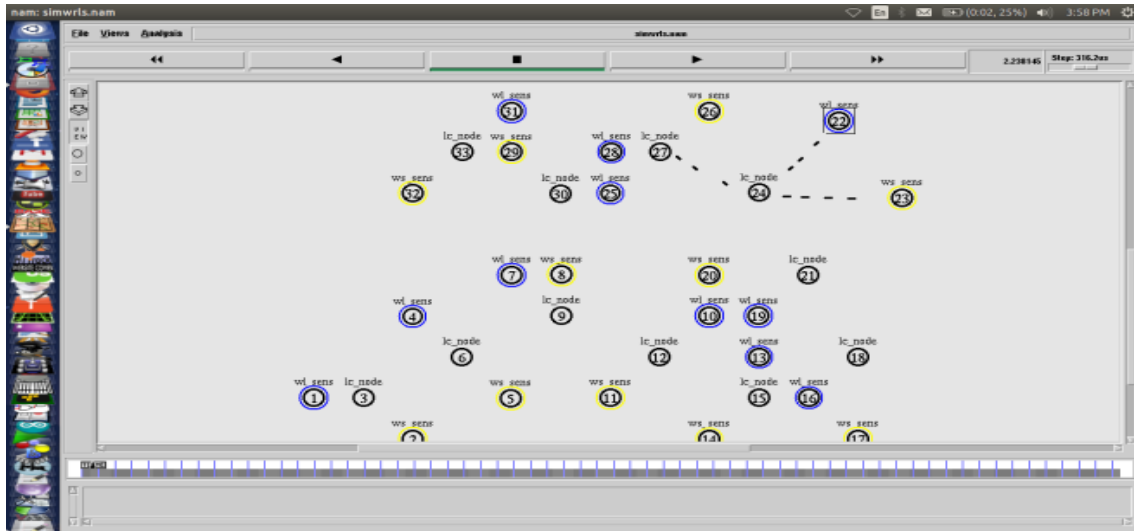 nam: simwrls.nam
En (0:02, 25%) 3:58 PM
File Views Analysis simwrls.nam
2.238145 Step: 316.2us
wl_sens ws_sens wl_sens
31 26 22
lc_node ws_sens wl_sens lc_node
33 29 28 27
ws_sens lc_node wl_sens lc_node ws_sens
32 30 25 24 23
wl_sens ws_sens ws_sens lc_node
7 8 20 21
wl_sens lc_node wl_sens wl_sens
4 9 10 19
lc_node lc_node wl_sens lc_node
6 12 13 18
wl_sens lc_node ws_sens ws_sens lc_node wl_sens
1 3 5 11 15 16
ws_sens ws_sens ws_sens
2 14 17